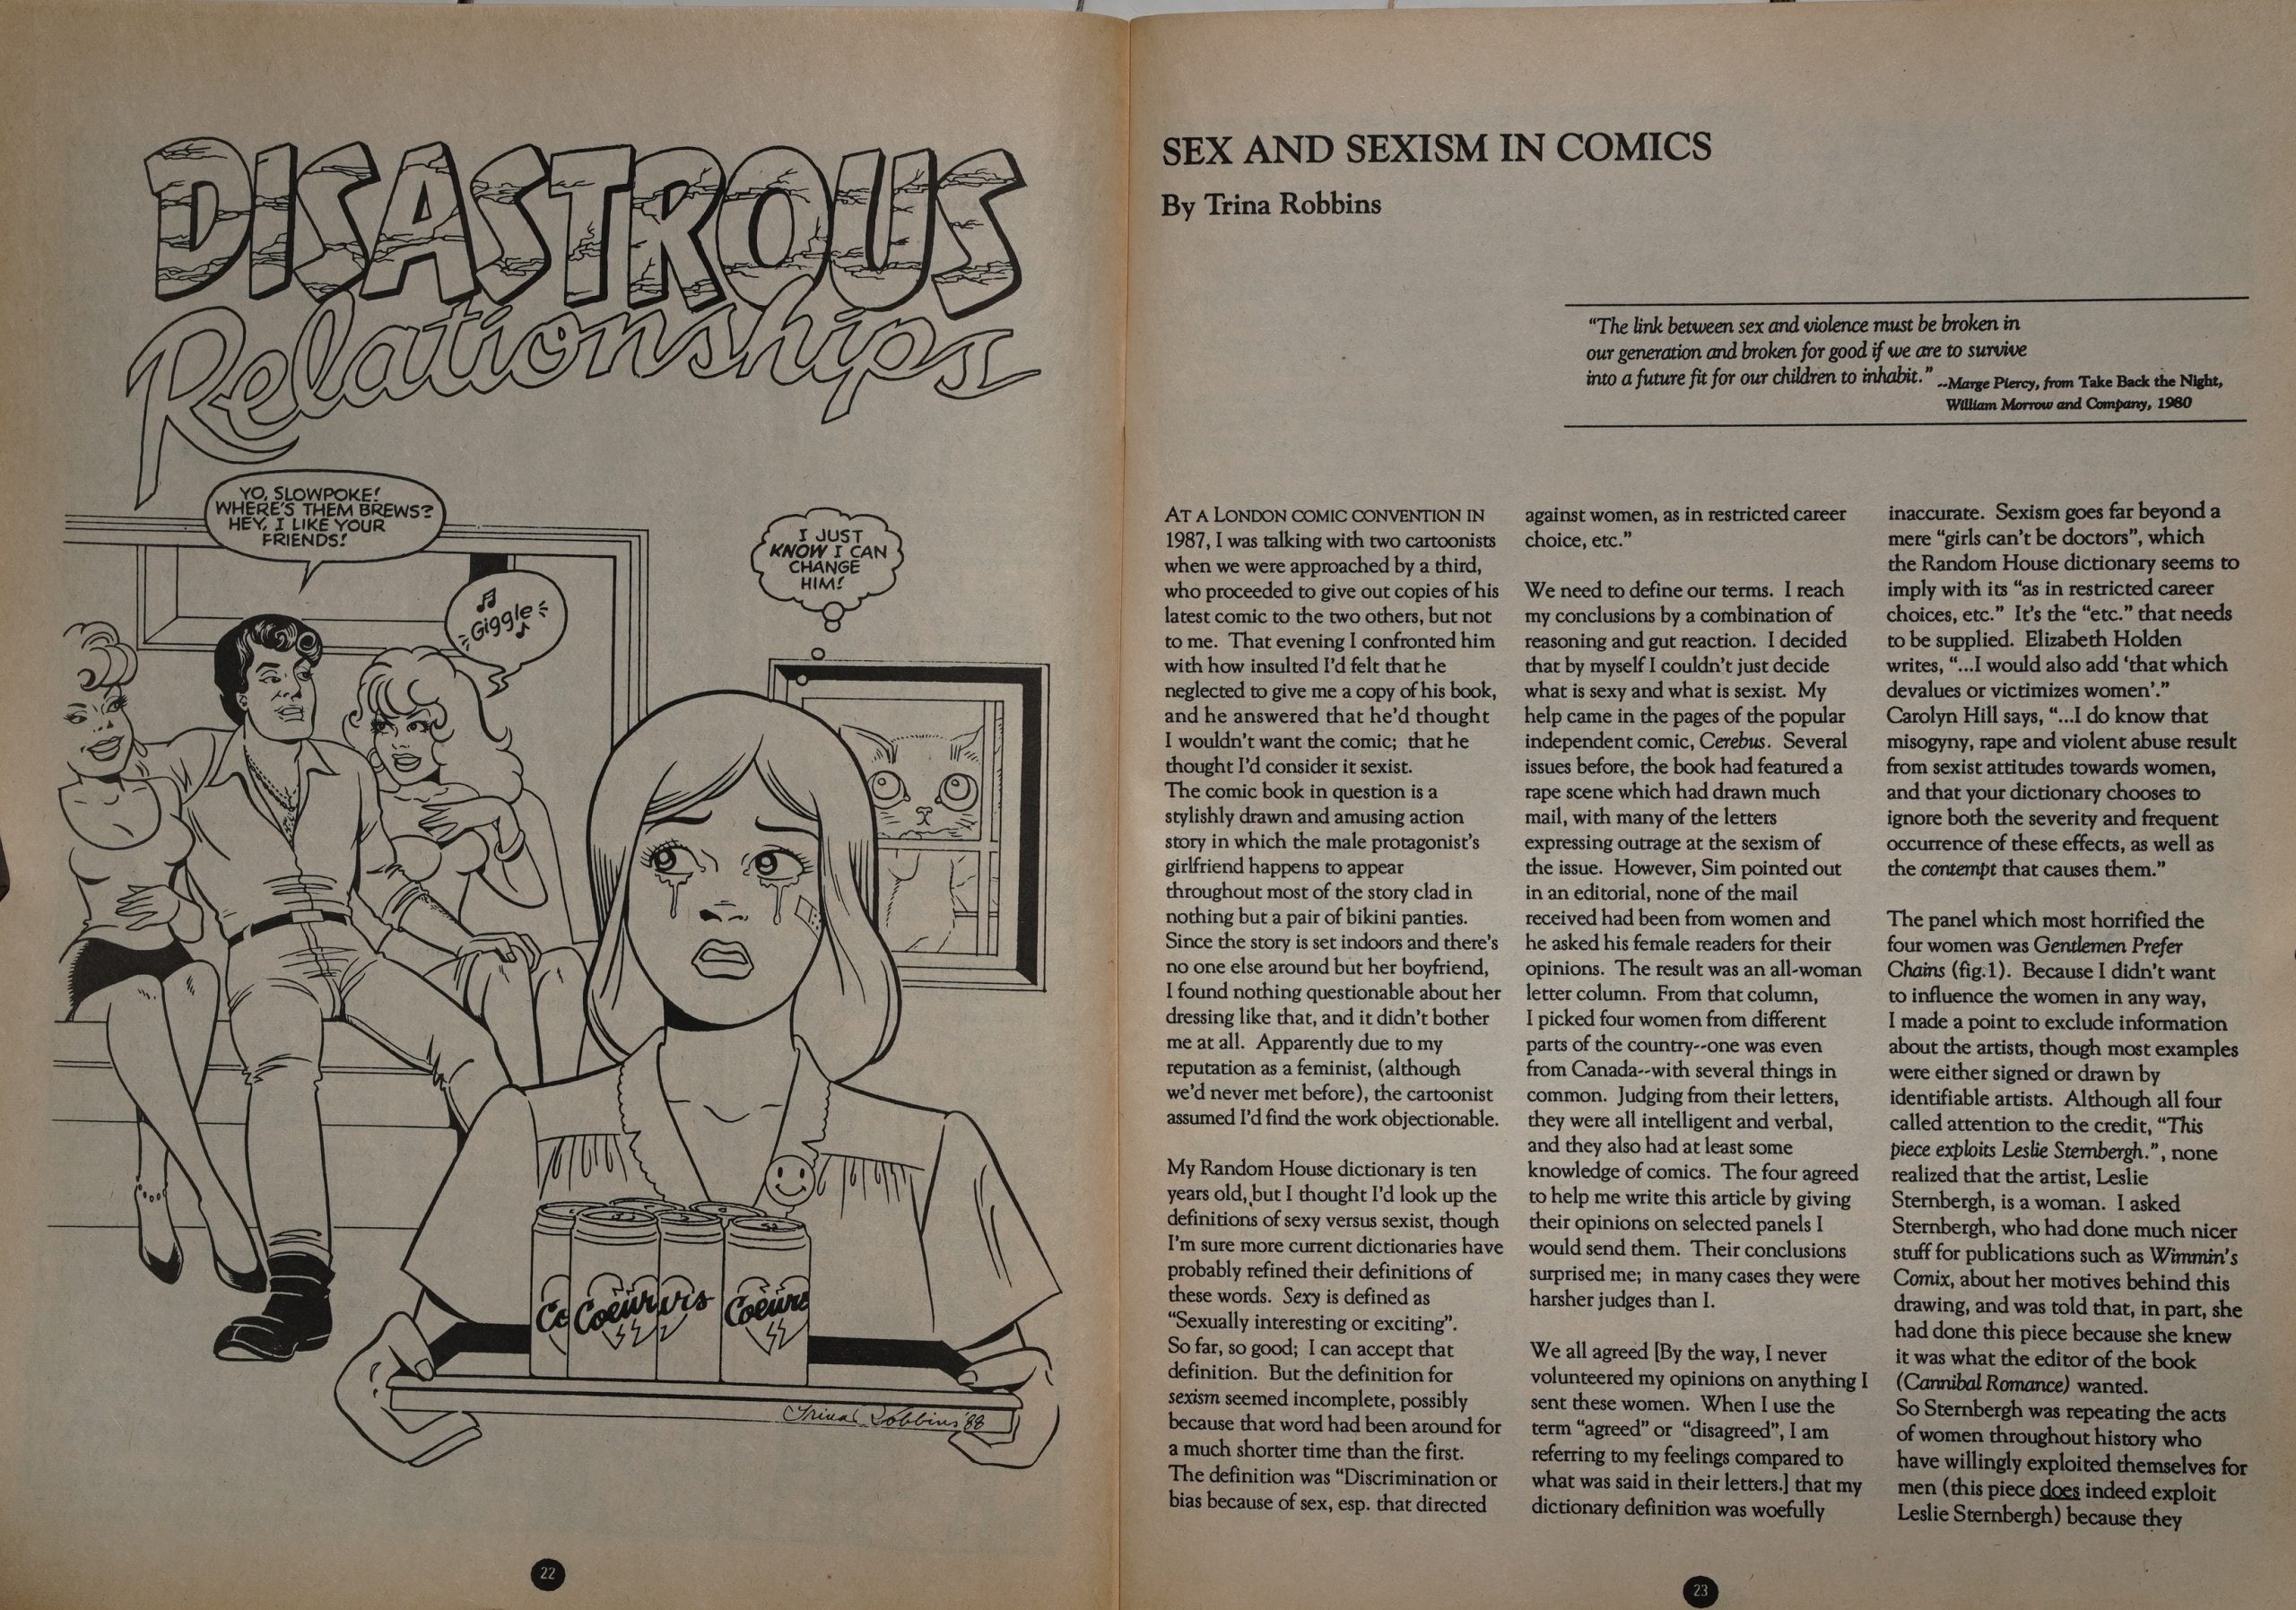 DISASTROUS
Relationships
YO, SLOWPOKE!
WHERE'S THEM BREWS?
HEY, I LIKE YOUR
FRIENDS!
Giggle
I JUST
KNOW I CAN
CHANGE
HIM!
Co Coeurs urs Coeurs
Trina Robbins '88
22
SEX AND SEXISM IN COMICS
By Trina Robbins
"The link between sex and violence must be broken in
our generation and broken for good if we are to survive
into a future fit for our children to inhabit."
--Marge Piercy, from Take Back the Night,
William Morrow and Company, 1980
AT A LONDON COMIC CONVENTION IN
1987, I was talking with two cartoonists
when we were approached by a third,
who proceeded to give out copies of his
latest comic to the two others, but not
to me. That evening I confronted him
with how insulted I'd felt that he
neglected to give me a copy of his book,
and he answered that he'd thought
I wouldn't want the comic; that he
thought I'd consider it sexist.
The comic book in question is a
stylishly drawn and amusing action
story in which the male protagonist's
girlfriend happens to appear
throughout most of the story clad in
nothing but a pair of bikini panties.
Since the story is set indoors and there's
no one else around but her boyfriend,
I found nothing questionable about her
dressing like that, and it didn't bother
me at all. Apparently due to my
reputation as a feminist, (although
we'd never met before), the cartoonist
assumed I'd find the work objectionable.
My Random House dictionary is ten
years old, but I thought I'd look up the
definitions of sexy versus sexist, though
I'm sure more current dictionaries have
probably refined their definitions of
these words. Sexy is defined as
"Sexually interesting or exciting".
So far, so good; I can accept that
definition. But the definition for
sexism seemed incomplete, possibly
because that word had been around for
a much shorter time than the first.
The definition was "Discrimination or
bias because of sex, esp. that directed
against women, as in restricted career
choice, etc."
We need to define our terms. I reach
my conclusions by a combination of
reasoning and gut reaction. I decided
that by myself I couldn't just decide
what is sexy and what is sexist. My
help came in the pages of the popular
independent comic, Cerebus. Several
issues before, the book had featured a
rape scene which had drawn much
mail, with many of the letters
expressing outrage at the sexism of
the issue. However, Sim pointed out
in an editorial, none of the mail
received had been from women and
he asked his female readers for their
opinions. The result was an all-woman
letter column. From that column,
I picked four women from different
parts of the country--one was even
from Canada--with several things in
common. Judging from their letters,
they were all intelligent and verbal,
and they also had at least some
knowledge of comics. The four agreed
to help me write this article by giving
their opinions on selected panels I
would send them. Their conclusions
surprised me; in many cases they were
harsher judges than I.
We all agreed [By the way, I never
volunteered my opinions on anything I
sent these women. When I use the
term "agreed" or "disagreed", I am
referring to my feelings compared to
what was said in their letters.] that my
dictionary definition was woefully
inaccurate. Sexism goes far beyond a
mere "girls can't be doctors", which
the Random House dictionary seems to
imply with its "as in restricted career
choices, etc." It's the "etc." that needs
to be supplied. Elizabeth Holden
writes, "...I would also add 'that which
devalues or victimizes women'."
Carolyn Hill says, "...I do know that
misogyny, rape and violent abuse result
from sexist attitudes towards women,
and that your dictionary chooses to
ignore both the severity and frequent
occurrence of these effects, as well as
the contempt that causes them."
The panel which most horrified the
four women was Gentlemen Prefer
Chains (fig.1). Because I didn't want
to influence the women in any way,
I made a point to exclude information
about the artists, though most examples
were either signed or drawn by
identifiable artists. Although all four
called attention to the credit, "This
piece exploits Leslie Sternbergh.", none
realized that the artist, Leslie
Sternbergh, is a woman. I asked
Sternbergh, who had done much nicer
stuff for publications such as Wimmin's
Comix, about her motives behind this
drawing, and was told that, in part, she
had done this piece because she knew
it was what the editor of the book
(Cannibal Romance) wanted.
So Sternbergh was repeating the acts
of women throughout history who
have willingly exploited themselves for
men (this piece does indeed exploit
Leslie Sternbergh) because they
23